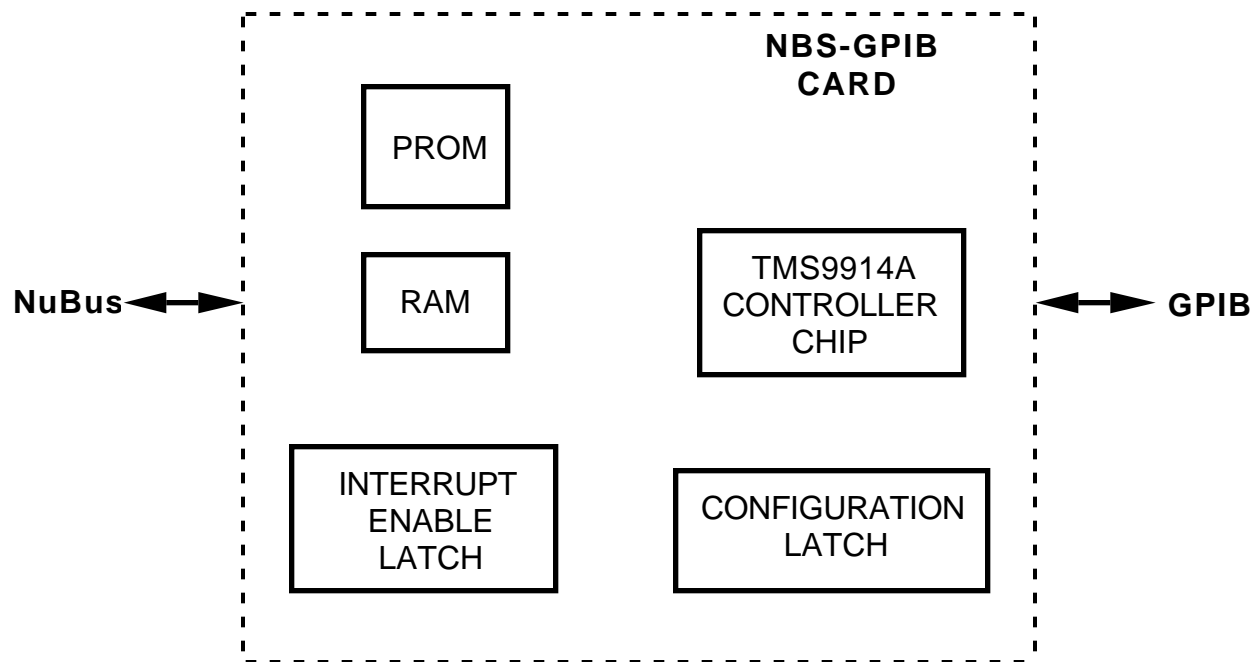 NBS-GPIB
CARD
PROM
RAM
TMS9914A
CONTROLLER
CHIP
NuBus
GPIB
INTERRUPT
ENABLE
LATCH
CONFIGURATION
LATCH